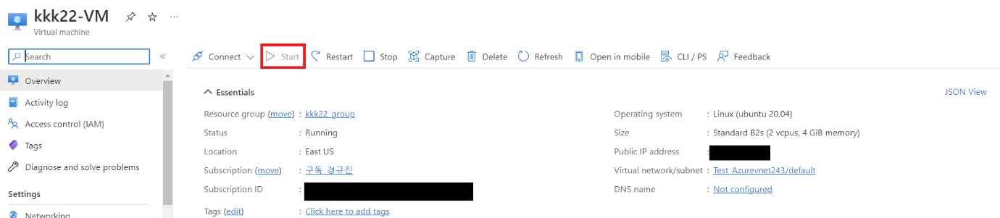 kkk22-VM
Virtual machine
Search
Connect Start Restart Stop Capture Delete Refresh Open in mobile CLI / PS Feedback
Overview
Activity log
Access control (IAM)
Tags
Diagnose and solve problems
Settings
Networking
Essentials
JSON View
Resource group (move) : kkk22_group
Status : Running
Location : East US
Subscription (move) : 구독_경규진
Subscription ID :
Tags (edit) : Click here to add tags
Operating system : Linux (ubuntu 20.04)
Size : Standard B2s (2 vcpus, 4 GiB memory)
Public IP address :
Virtual network/subnet : Test_Azurevnet243/default
DNS name : Not configured